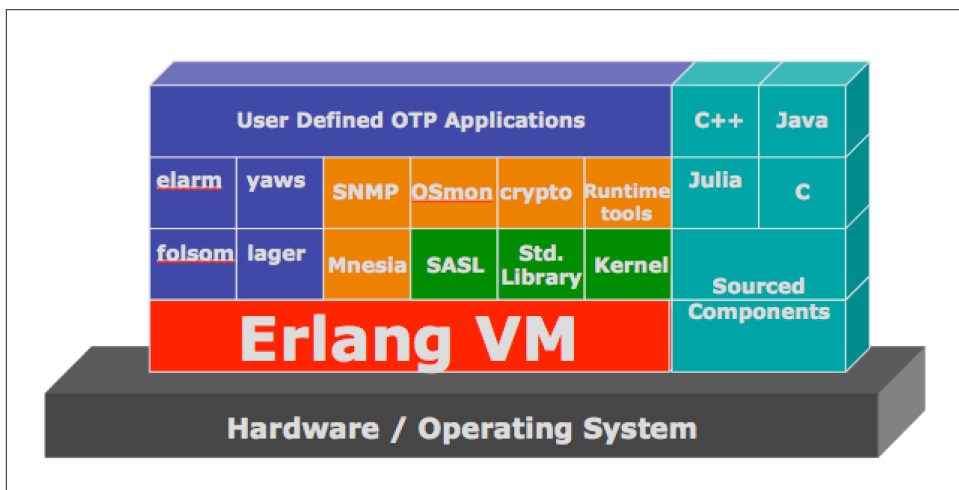 User Defined OTP Applications
C++
Java
elarm
yaws
SNMP
OSmon
crypto
Runtime
tools
Julia
C
folsom
lager
Mnesia
SASL
Std.
Library
Kernel
Sourced
Components
Erlang VM
Hardware / Operating System